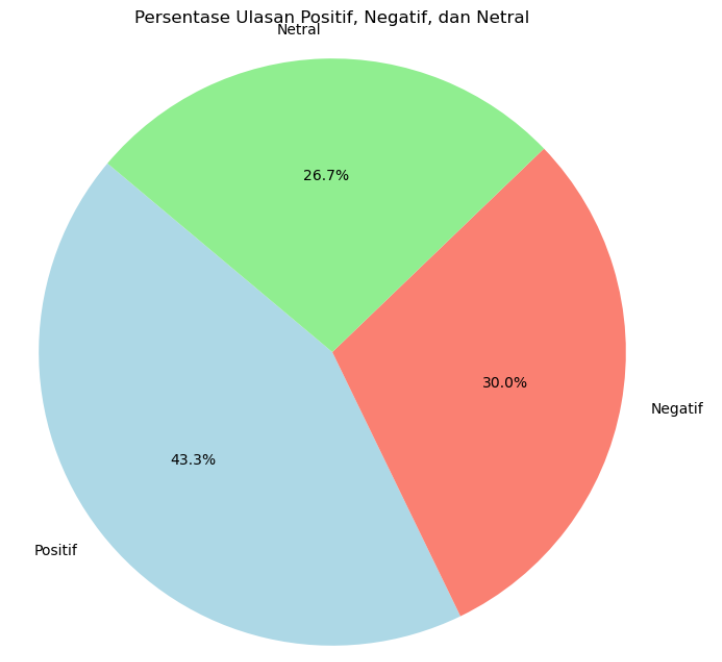 Persentase Ulasan Positif, Negatif, dan Netral
Netral
26.7%
30.0%
Negatif
43.3%
Positif